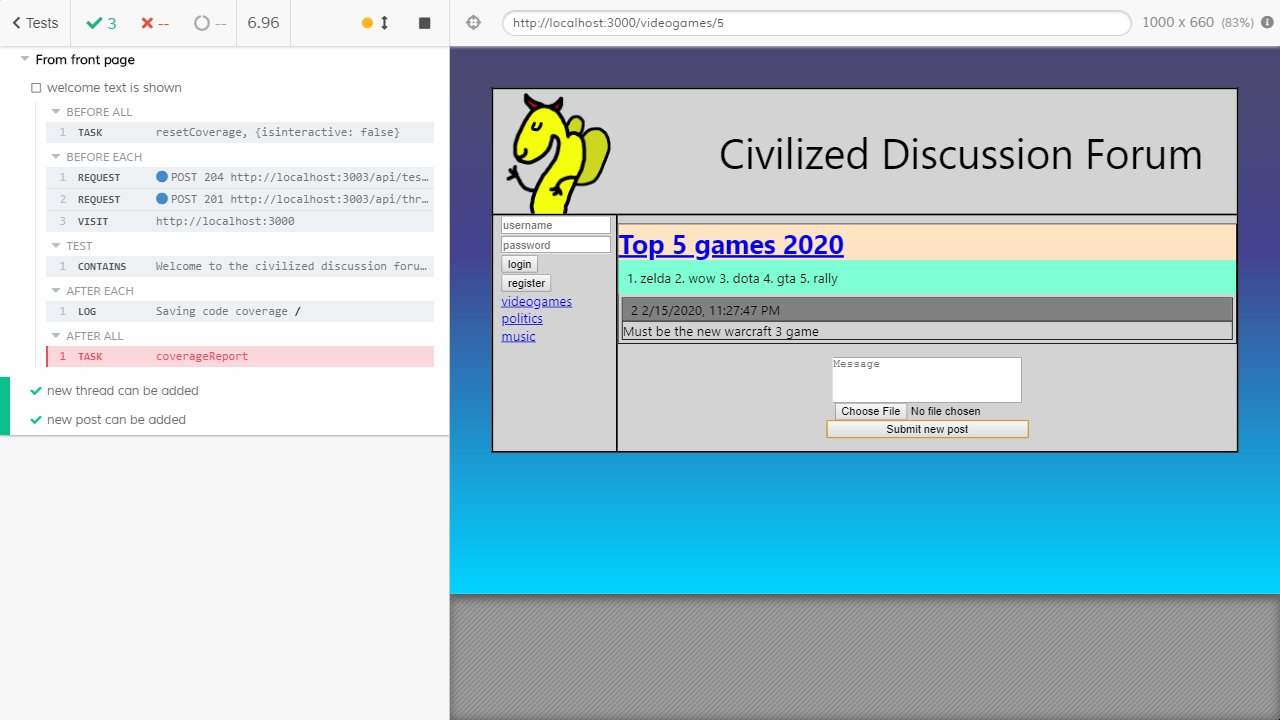 Tests
3
--
--
6.96
http://localhost:3000/videogames/5
1000 x 660 (83%)
From front page
welcome text is shown
BEFORE ALL
1 TASK resetCoverage, {isinteractive: false}
BEFORE EACH
1 REQUEST POST 204 http://localhost:3003/api/tes…
2 REQUEST POST 201 http://localhost:3003/api/thr…
3 VISIT http://localhost:3000
TEST
1 CONTAINS Welcome to the civilized discussion foru…
AFTER EACH
1 LOG Saving code coverage /
AFTER ALL
1 TASK coverageReport
new thread can be added
new post can be added
Civilized Discussion Forum
username
password
login
register
videogames
politics
music
Top 5 games 2020
1. zelda 2. wow 3. dota 4. gta 5. rally
2 2/15/2020, 11:27:47 PM
Must be the new warcraft 3 game
Message
Choose File No file chosen
Submit new post